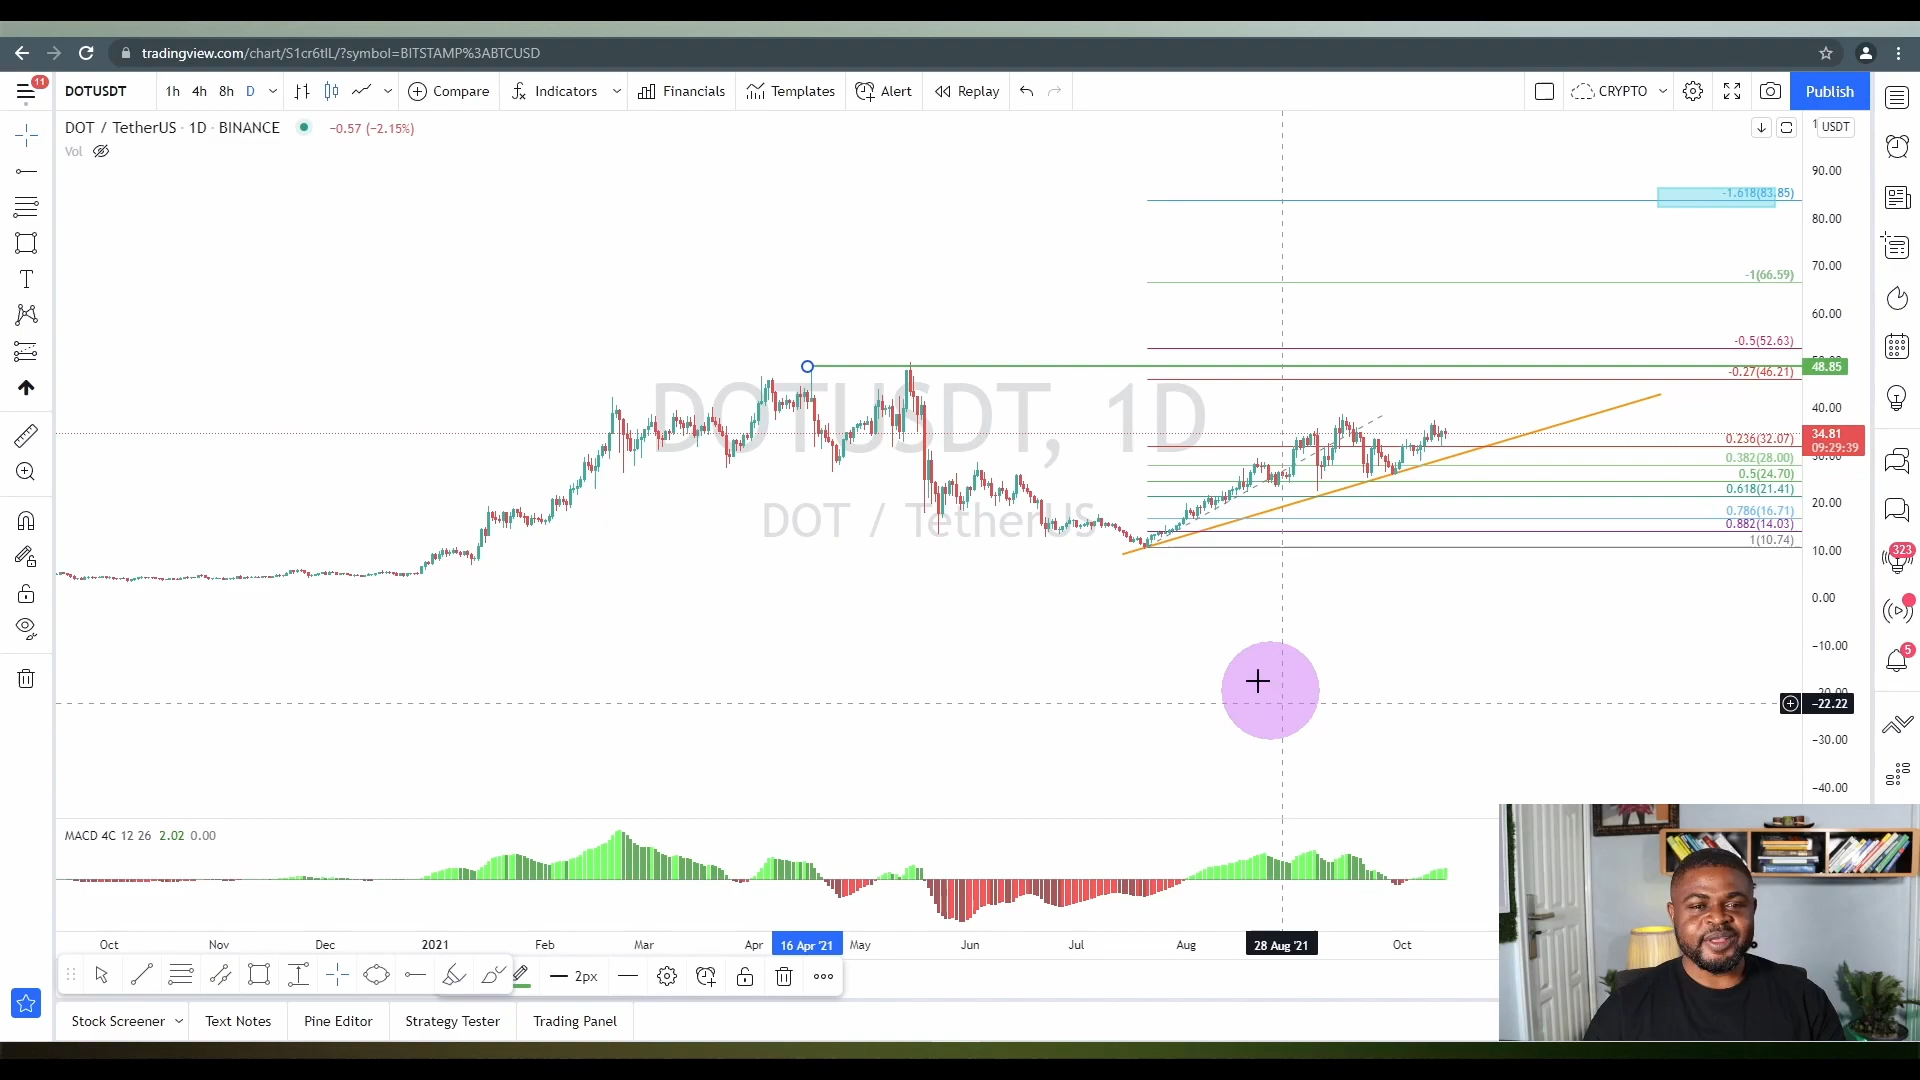 tradingview.com/chart/S1cr6tlL/?symbol=BITSTAMP%3ABTCUSD
11
DOTUSDT 1h 4h 8h D Compare Indicators Financials Templates Alert Replay CRYPTO Publish
DOT / TetherUS · 1D · BINANCE −0.57 (−2.15%)
USDT
Vol
90.00
-1.618(83.85)
80.00
70.00
-1(66.59)
60.00
-0.5(52.63)
48.85
-0.27(46.21)
DOTUSDT, 1D
40.00
34.81
0.236(32.07)
09:29:39
0.382(28.00)
0.5(24.70)
0.618(21.41)
20.00
0.786(16.71)
DOT / TetherUS
0.882(14.03)
1(10.74)
10.00
323
0.00
−10.00
5
−20.00
−22.22
−30.00
−40.00
MACD 4C 12 26 2.02 0.00
Oct Nov Dec 2021 Feb Mar Apr 16 Apr '21 May Jun Jul Aug 28 Aug '21 Oct
2px
Stock Screener Text Notes Pine Editor Strategy Tester Trading Panel